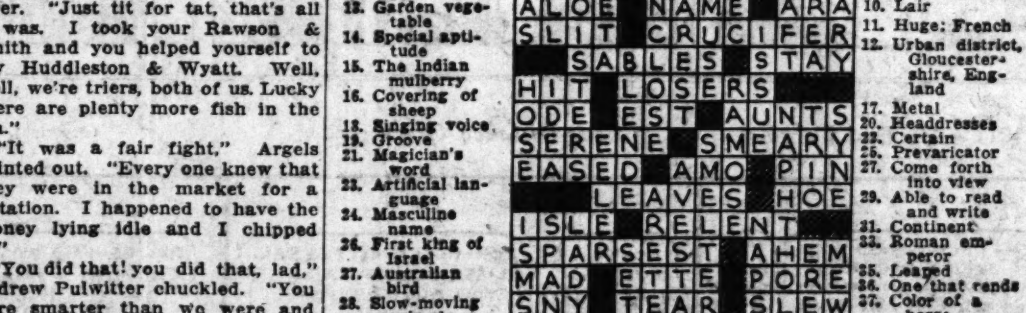 er. "Just tit for tat, that's all
was. I took your Rawson &
ith and you helped yourself to
Huddleston & Wyatt. Well,
ll, we're triers, both of us. Lucky
ere are plenty more fish in the
."
"It was a fair fight," Argels
inted out. "Every one knew that
ey were in the market for a
tation. I happened to have the
oney lying idle and I chipped
"
You did that! you did that, lad,"
drew Pulwitter chuckled. "You
re smarter than we were and
13. Garden vege-
table
14. Special apti-
tude
15. The Indian
mulberry
16. Covering of
sheep
18. Singing voice
19. Groove
21. Magician's
word
23. Artificial lan-
guage
24. Masculine
name
26. First king of
Israel
27. Australian
bird
28. Slow-moving
ALOE NAME ARA
SLIT CRUCIFER
SABLES STAY
HIT LOSERS
ODE EST AUNTS
SERENE SMEARY
EASED AMO PIN
LEAVES HOE
ISLE RELENT
SPARSEST AHEM
MAD ETTE PORE
SNY TEAR SLEW
10. Lair
11. Huge: French
12. Urban district,
Gloucester-
shire, Eng-
land
17. Metal
20. Headdresses
22. Certain
25. Prevaricator
27. Come forth
into view
29. Able to read
and write
31. Continent
33. Roman em-
peror
35. Leaped
36. One that rends
37. Color of a